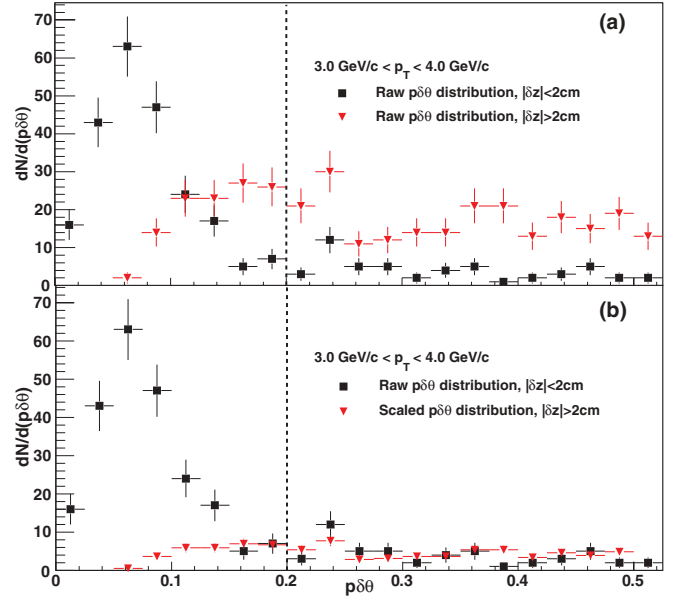 (a)
3.0 GeV/c < p_T < 4.0 GeV/c
Raw pδθ distribution, |δz|<2cm
Raw pδθ distribution, |δz|>2cm
dN/d(pδθ)
70
60
50
40
30
20
10
0
(b)
3.0 GeV/c < p_T < 4.0 GeV/c
Raw pδθ distribution, |δz|<2cm
Scaled pδθ distribution, |δz|>2cm
dN/d(pδθ)
70
60
50
40
30
20
10
0
0 0.1 0.2 0.3 0.4 0.5
pδθ